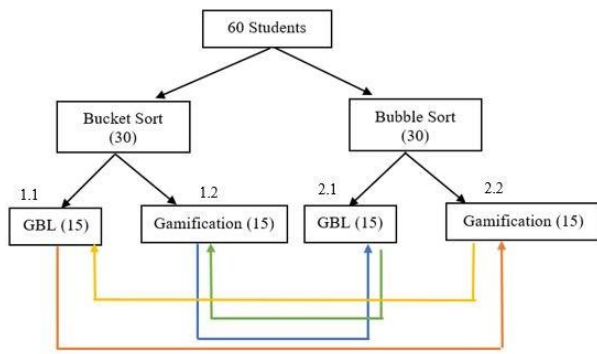 60 Students
Bucket Sort
(30)
Bubble Sort
(30)
1.1
1.2
2.1
2.2
GBL (15)
Gamification (15)
GBL (15)
Gamification (15)